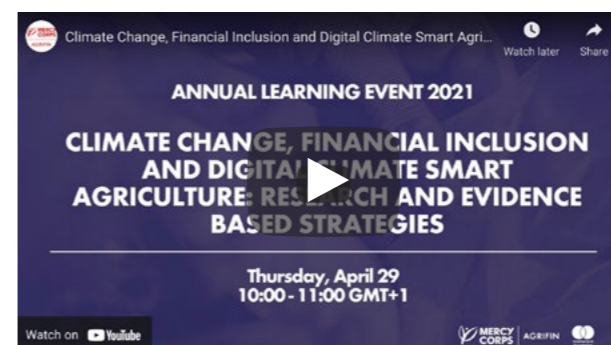 Climate Change, Financial Inclusion and Digital Climate Smart Agri...
Watch later
Share
ANNUAL LEARNING EVENT 2021
CLIMATE CHANGE, FINANCIAL INCLUSION
AND DIGITAL CLIMATE SMART
AGRICULTURE: RESEARCH AND EVIDENCE
BASED STRATEGIES
Thursday, April 29
10:00 - 11:00 GMT+1
Watch on YouTube
MERCY
CORPS
AGRIFIN